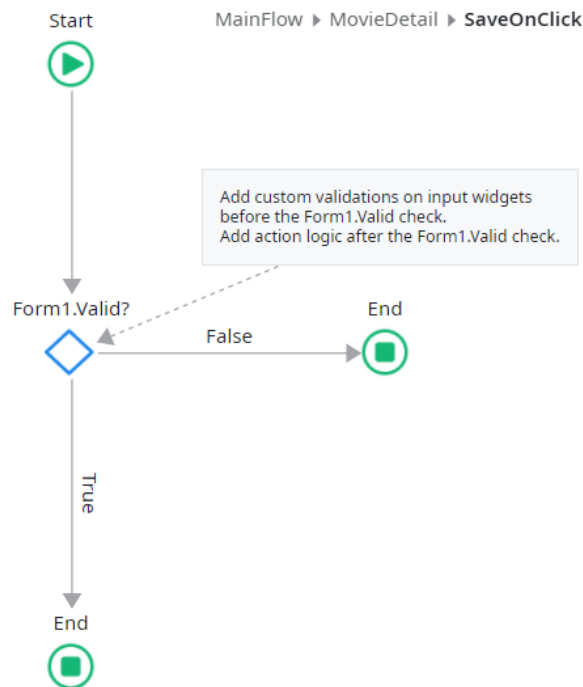 Start
MainFlow ▸ MovieDetail ▸ SaveOnClick
Add custom validations on input widgets
before the Form1.Valid check.
Add action logic after the Form1.Valid check.
Form1.Valid?
False
End
True
End